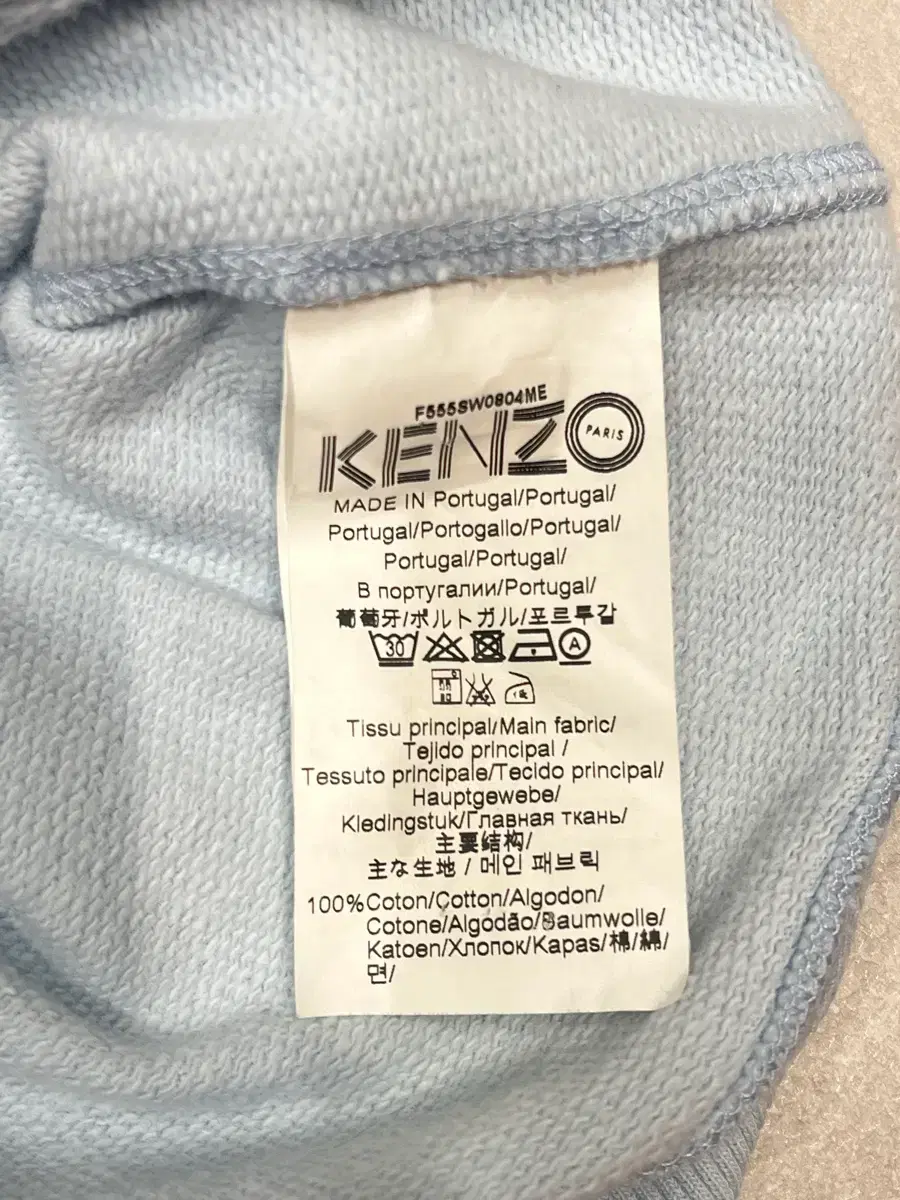 F555SW0804ME
KENZO PARIS
MADE IN Portugal/Portugal/
Portugal/Portogallo/Portugal/
Portugal/Portugal/
В португалии/Portugal/
葡萄牙/ポルトガル/포르투갈
30 A
Tissu principal/Main fabric/
Tejido principal /
Tessuto principale/Tecido principal/
Hauptgewebe/
Kledingstuk/Главная ткань/
主要结构/
主な生地 / 메인 패브릭
100%Coton/Cotton/Algodon/
Cotone/Algodão/Baumwolle/
Katoen/Хлопок/Kapas/棉/綿/
면/